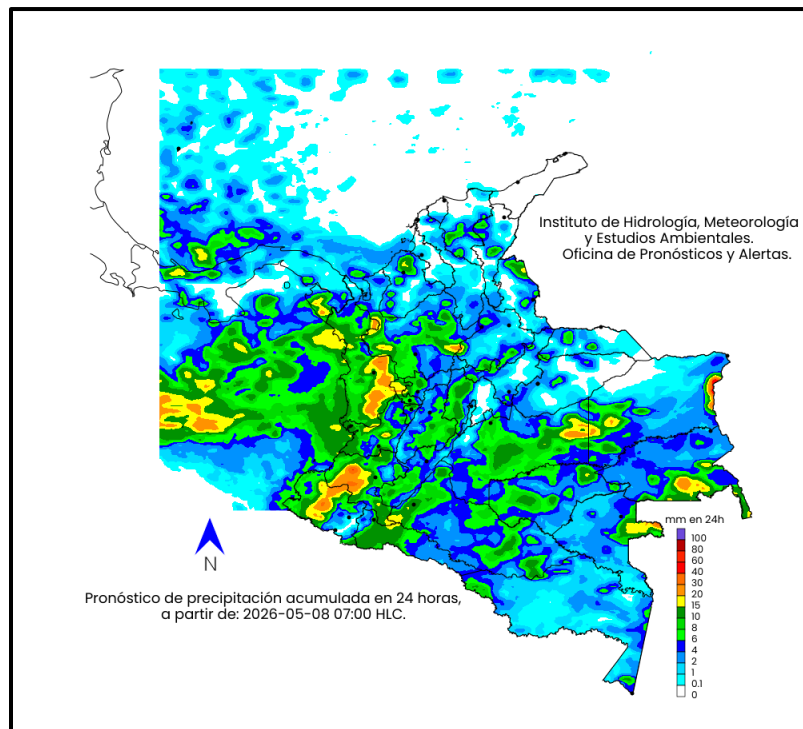 Instituto de Hidrología, Meteorología
y Estudios Ambientales.
Oficina de Pronósticos y Alertas.
N
Pronóstico de precipitación acumulada en 24 horas,
a partir de: 2026-05-08 07:00 HLC.
mm en 24h
100
80
60
40
30
20
15
10
8
6
4
2
1
0.1
0